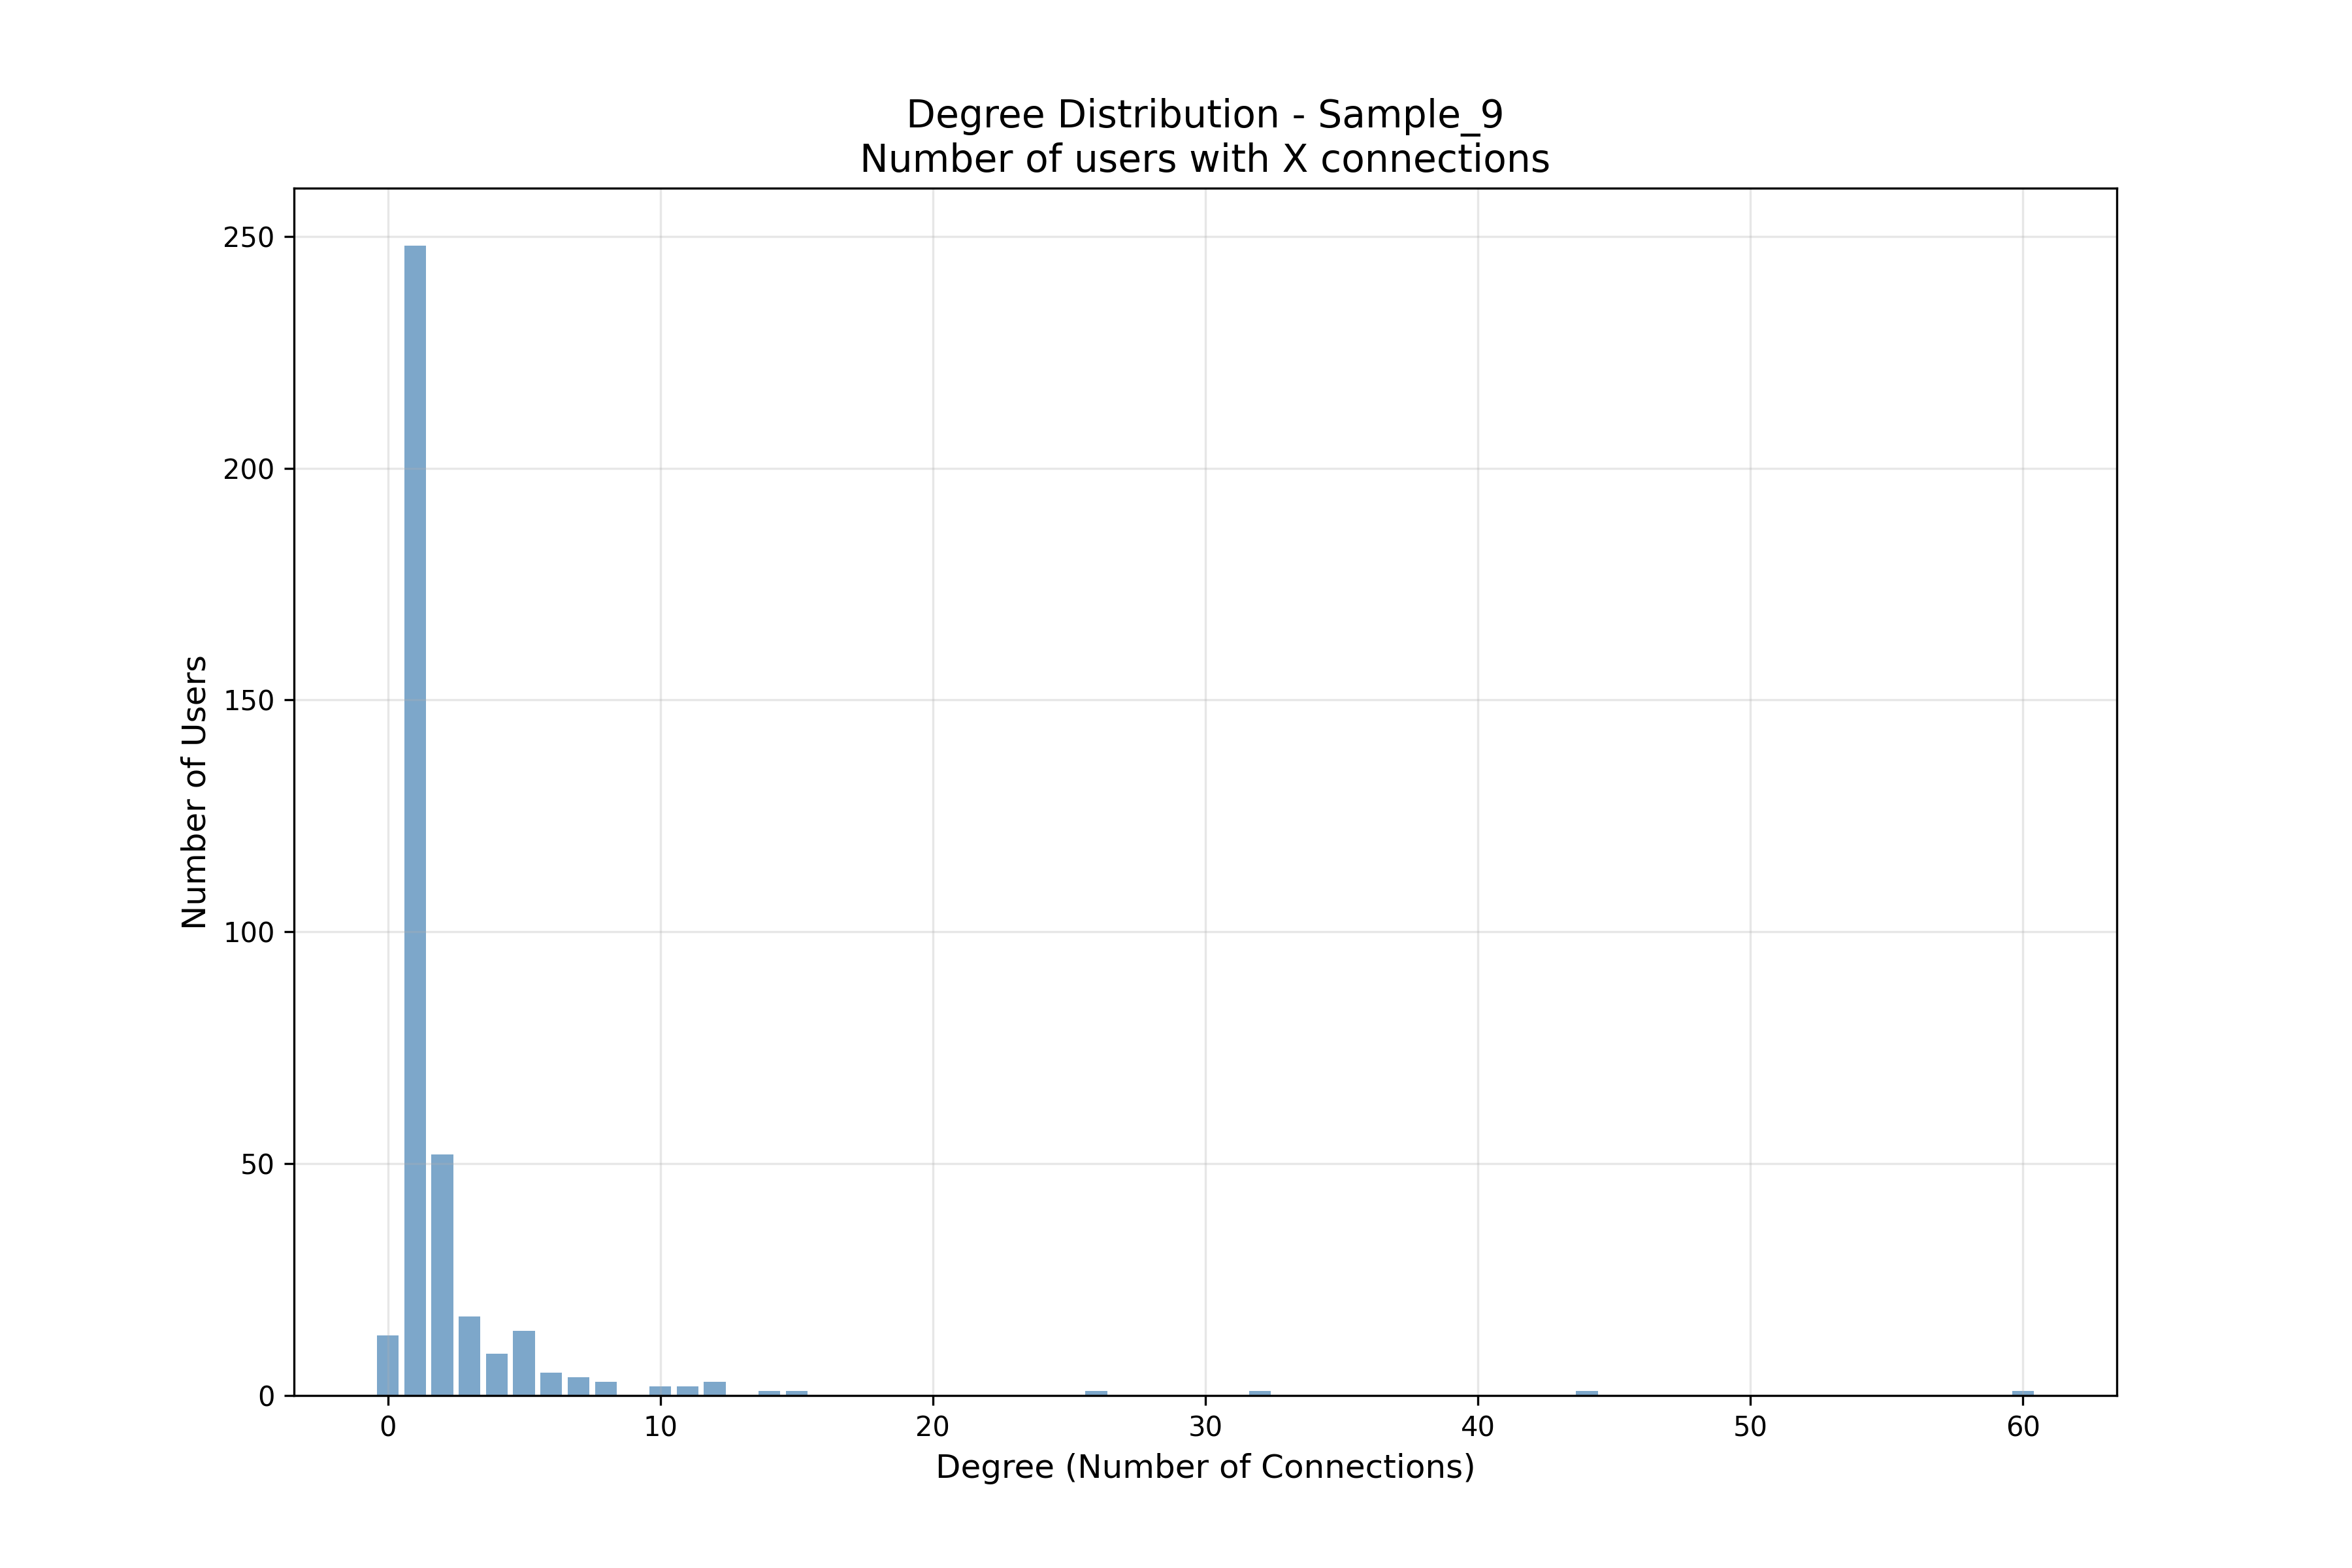 Degree Distribution - Sample_9
Number of users with X connections
Number of Users
250
200
150
100
50
0
0 10 20 30 40 50 60
Degree (Number of Connections)